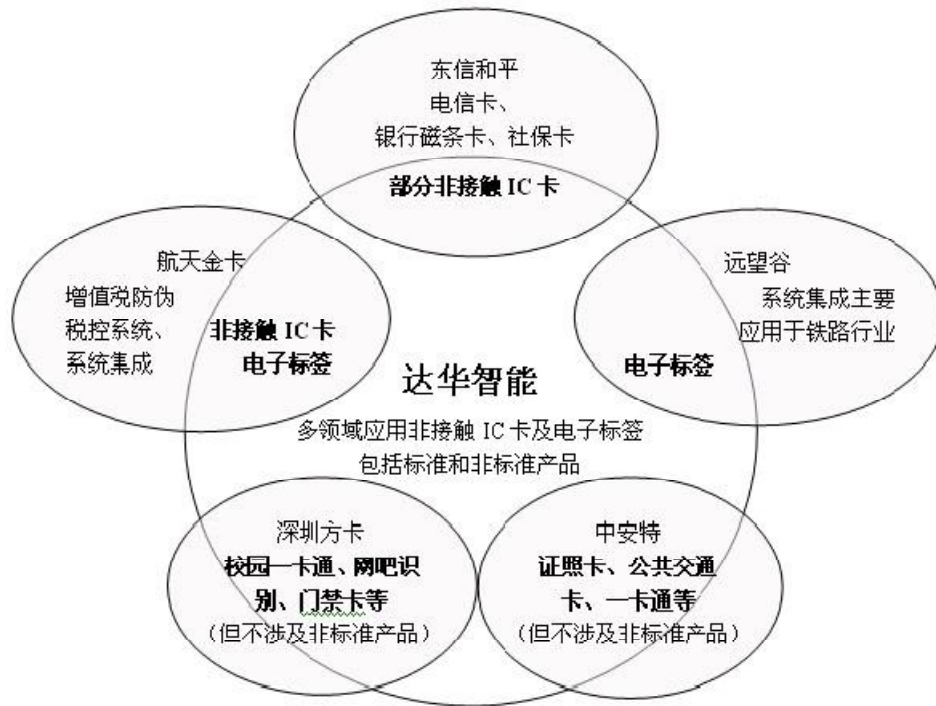 东信和平
电信卡、
银行磁条卡、社保卡
部分非接触 IC 卡
航天金卡
增值税防伪
税控系统、
系统集成
非接触 IC 卡
电子标签
远望谷
系统集成主要
应用于铁路行业
电子标签
达华智能
多领域应用非接触 IC 卡及电子标签
包括标准和非标准产品
深圳方卡
校园一卡通、网吧识
别、门禁卡等
（但不涉及非标准产品）
中安特
证照卡、公共交通
卡、一卡通等
（但不涉及非标准产品）